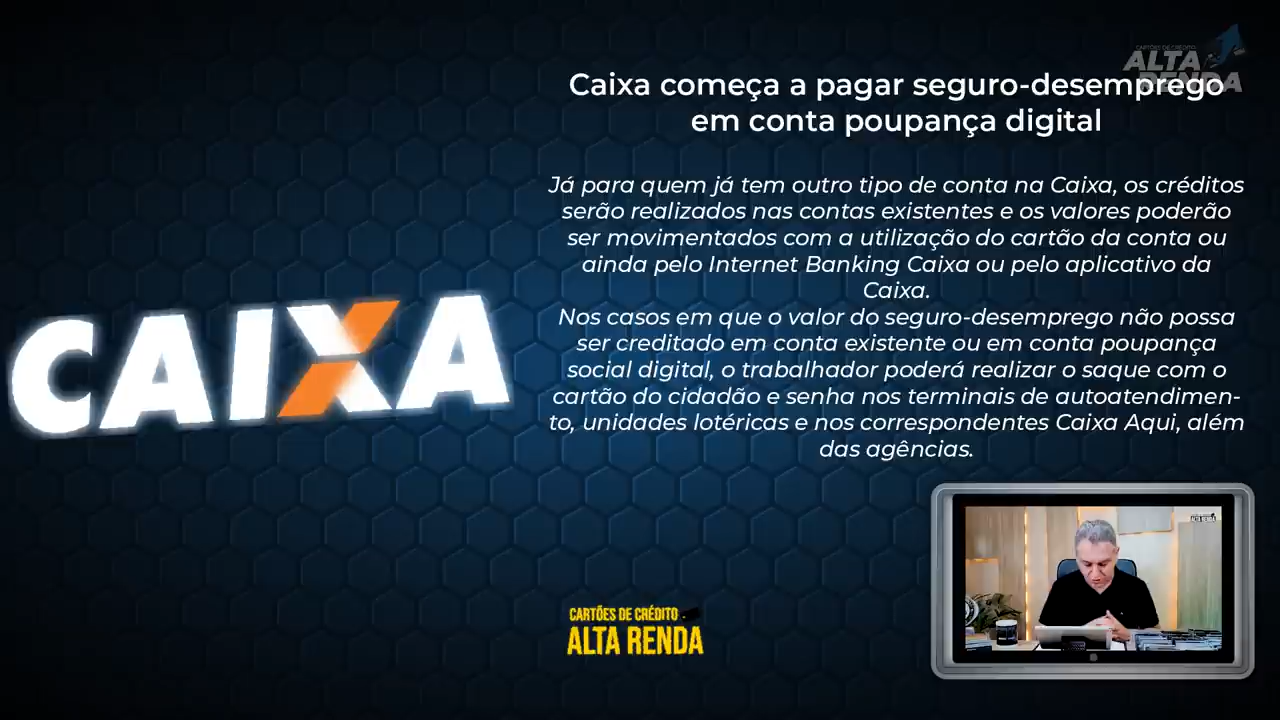 CARTÕES DE CRÉDITO
ALTA
RENDA
Caixa começa a pagar seguro-desemprego
em conta poupança digital
Já para quem já tem outro tipo de conta na Caixa, os créditos
serão realizados nas contas existentes e os valores poderão
ser movimentados com a utilização do cartão da conta ou
ainda pelo Internet Banking Caixa ou pelo aplicativo da
Caixa.
Nos casos em que o valor do seguro-desemprego não possa
ser creditado em conta existente ou em conta poupança
social digital, o trabalhador poderá realizar o saque com o
cartão do cidadão e senha nos terminais de autoatendimen-
to, unidades lotéricas e nos correspondentes Caixa Aqui, além
das agências.
CAIXA
ALTA
RENDA
CARTÕES DE CRÉDITO
ALTA RENDA